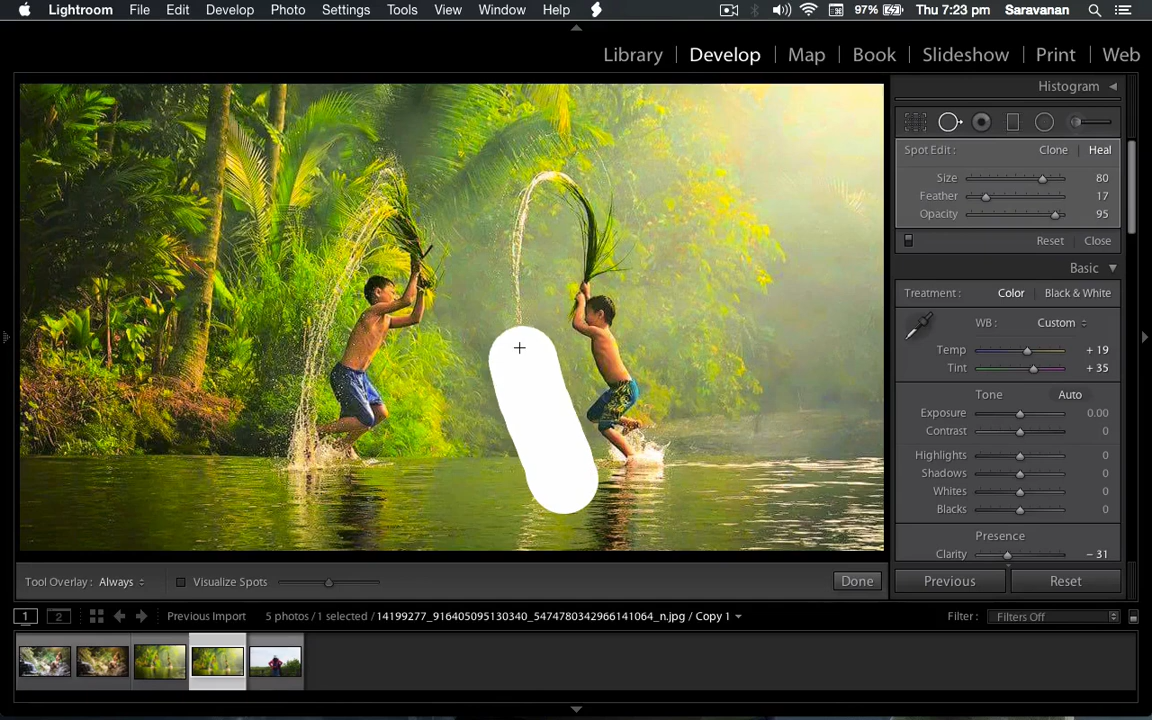 Lightroom File Edit Develop Photo Settings Tools View Window Help 97% Thu 7:23 pm Saravanan
Library Develop Map Book Slideshow Print Web
Histogram
Spot Edit : Clone Heal
Size 80
Feather 17
Opacity 95
Reset Close
Basic
Treatment : Color Black & White
WB : Custom
Temp + 19
Tint + 35
Tone Auto
Exposure 0.00
Contrast 0
Highlights 0
Shadows 0
Whites 0
Blacks 0
Presence
Clarity − 31
Tool Overlay : Always Visualize Spots Done Previous Reset
1 2 Previous Import 5 photos / 1 selected / 14199277_916405095130340_5474780342966141064_n.jpg / Copy 1 Filter : Filters Off